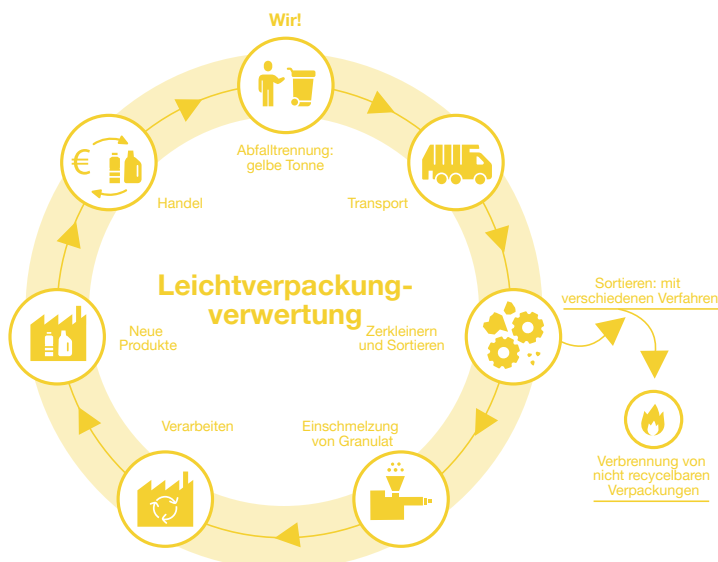 Wir!
Abfalltrennung:
gelbe Tonne
Handel
Transport
Leichtverpackung-
verwertung
Sortieren: mit
verschiedenen Verfahren
Neue
Produkte
Zerkleinern
und Sortieren
Verarbeiten
Einschmelzung
von Granulat
Verbrennung von
nicht recycelbaren
Verpackungen
€